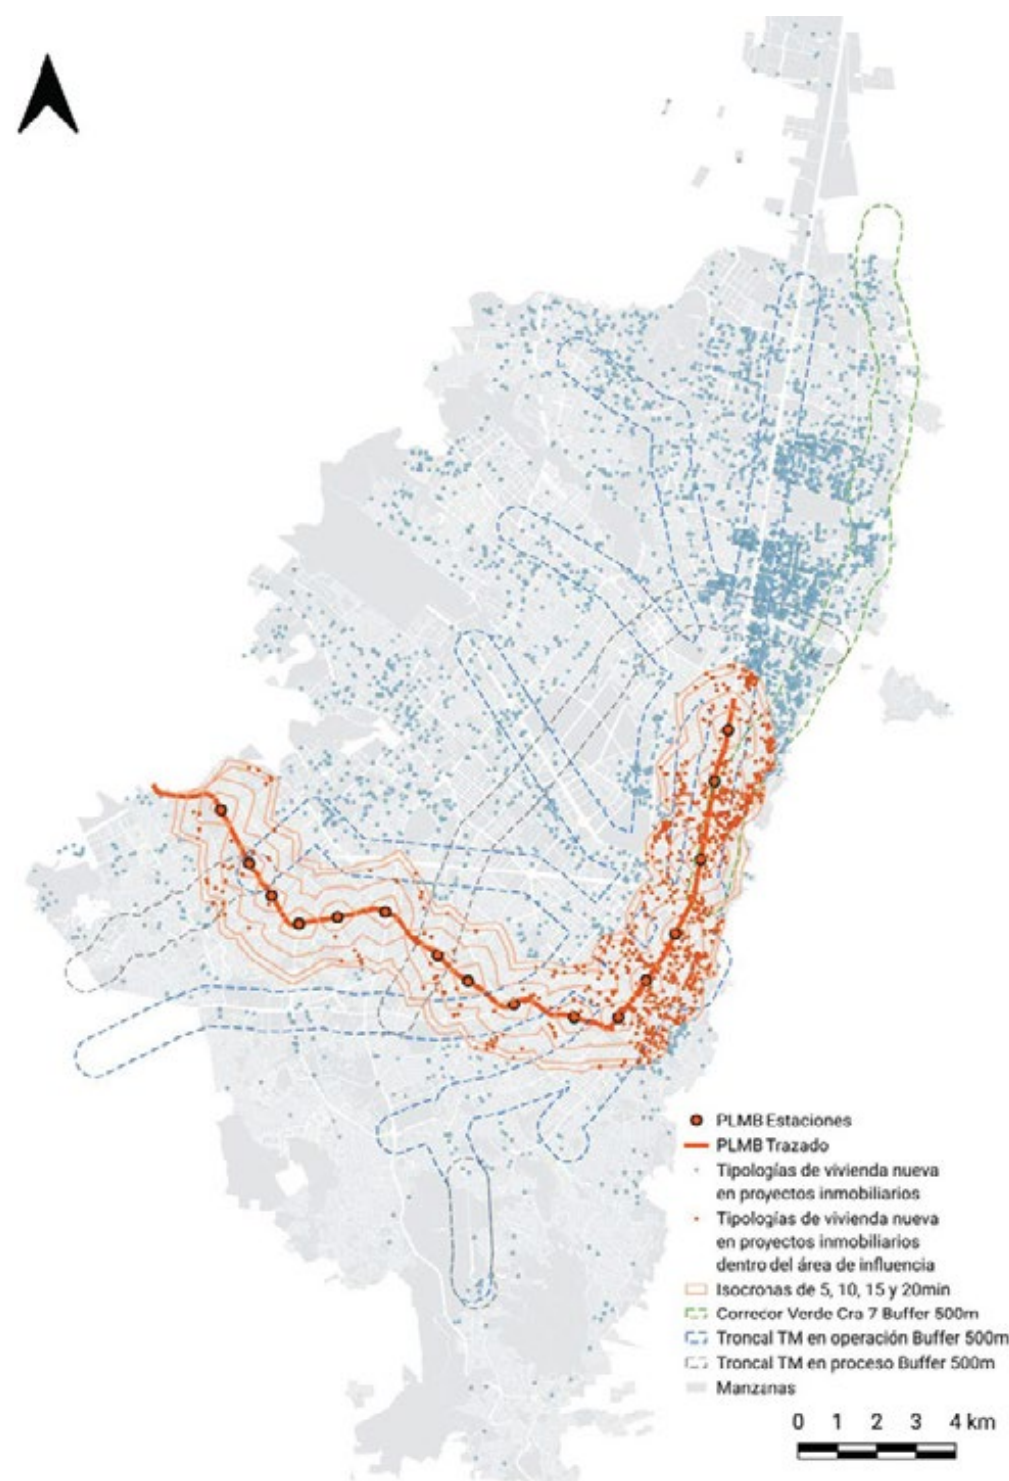 PLMB Estaciones
PLMB Trazado
Tipologías de vivienda nueva
en proyectos inmobiliarios
Tipologías de vivienda nueva
en proyectos inmobiliarios
dentro del área de influencia
Isocronas de 5, 10, 15 y 20min
Corredor Verde Cra 7 Buffer 500m
Troncal TM en operación Buffer 500m
Troncal TM en proceso Buffer 500m
Manzanas
0 1 2 3 4 km